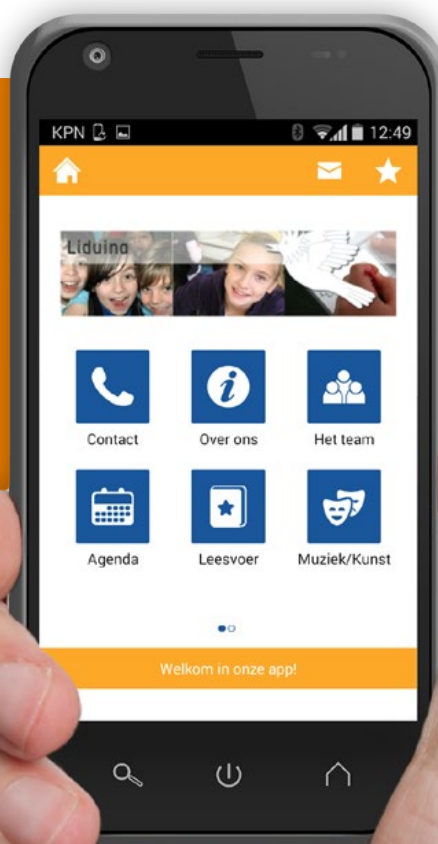 KPN 12:49
Liduina
Contact Over ons Het team
Agenda Leesvoer Muziek/Kunst
Welkom in onze app!